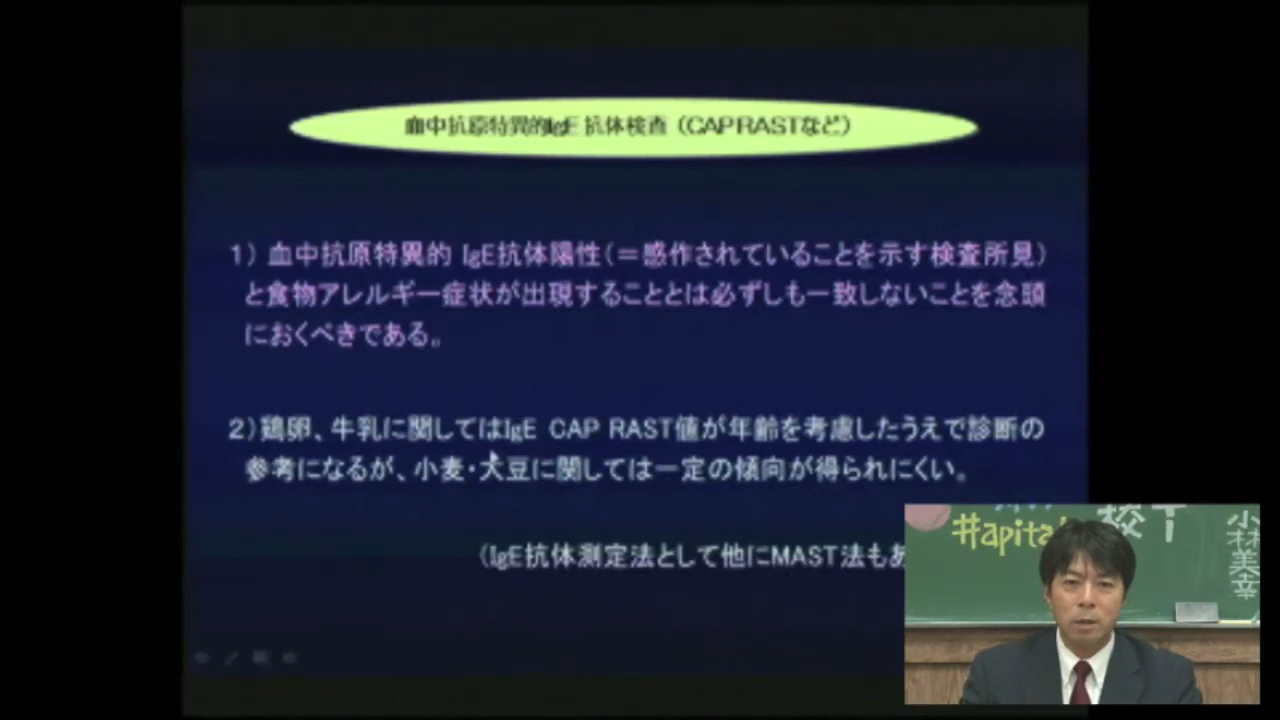 血中抗原特異的IgE 抗体検査（CAP RASTなど）
1）血中抗原特異的 IgE抗体陽性（＝感作されていることを示す検査所見）
と食物アレルギー症状が出現することとは必ずしも一致しないことを念頭
におくべきである。
2）鶏卵、牛乳に関してはIgE CAP RAST値が年齢を考慮したうえで診断の
参考になるが、小麦・大豆に関しては一定の傾向が得られにくい。
（IgE抗体測定法として他にMAST法もあ
#apita
校
小林美幸